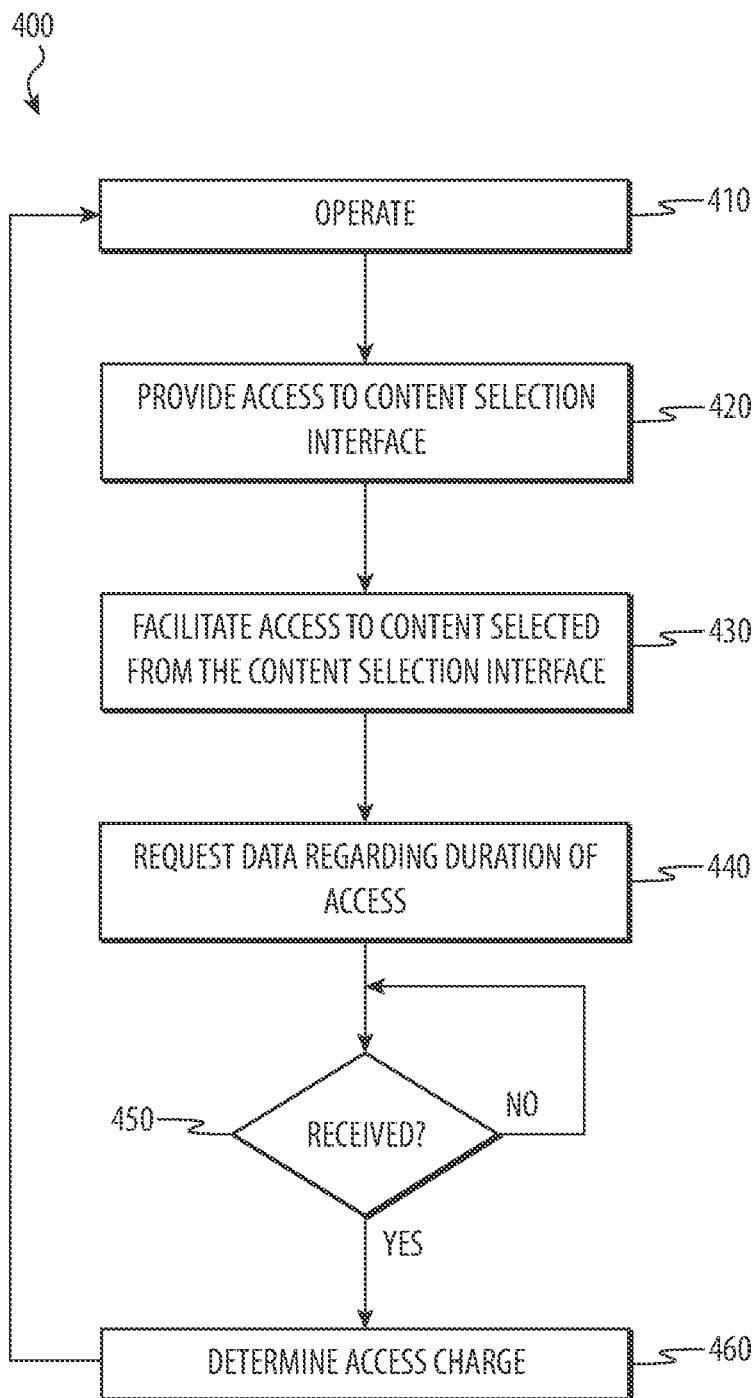 400
OPERATE
410
PROVIDE ACCESS TO CONTENT SELECTION
INTERFACE
420
FACILITATE ACCESS TO CONTENT SELECTED
FROM THE CONTENT SELECTION INTERFACE
430
REQUEST DATA REGARDING DURATION OF
ACCESS
440
450
RECEIVED?
NO
YES
DETERMINE ACCESS CHARGE
460